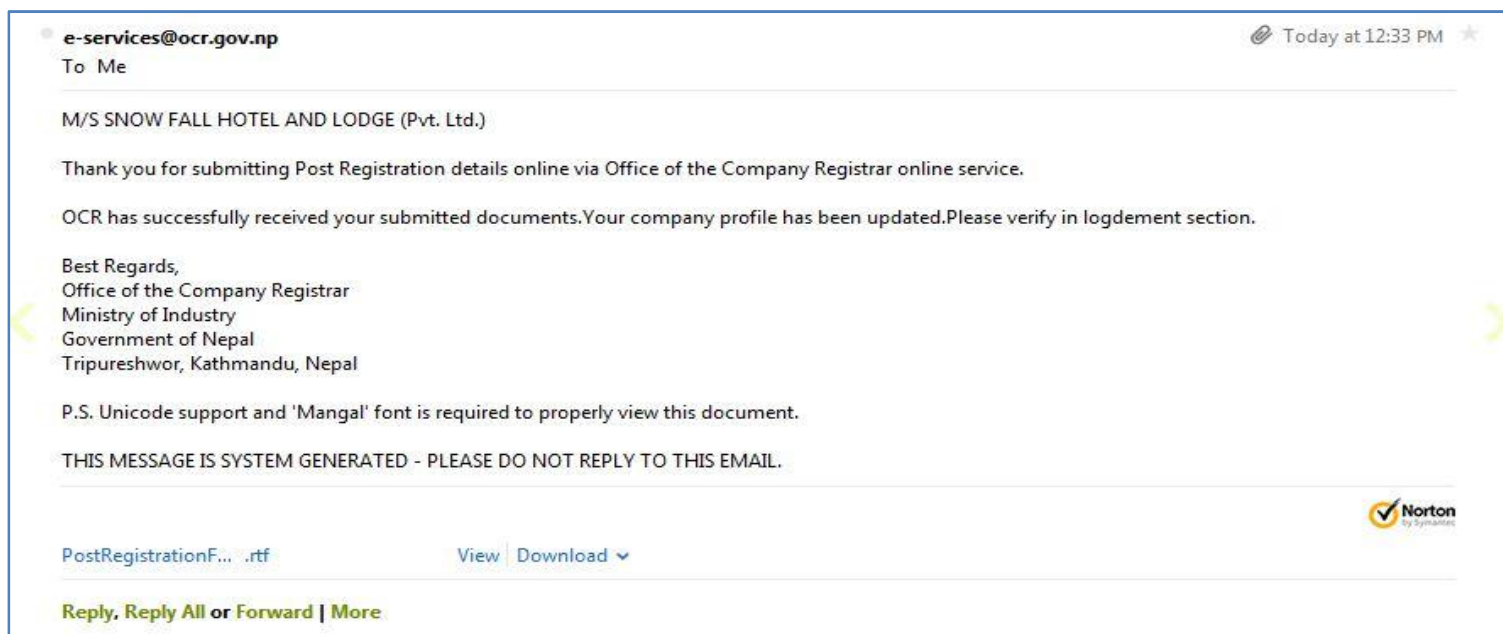 e-services@ocr.gov.np
Today at 12:33 PM
To Me
M/S SNOW FALL HOTEL AND LODGE (Pvt. Ltd.)
Thank you for submitting Post Registration details online via Office of the Company Registrar online service.
OCR has successfully received your submitted documents.Your company profile has been updated.Please verify in logdement section.
Best Regards,
Office of the Company Registrar
Ministry of Industry
Government of Nepal
Tripureshwor, Kathmandu, Nepal
P.S. Unicode support and 'Mangal' font is required to properly view this document.
THIS MESSAGE IS SYSTEM GENERATED - PLEASE DO NOT REPLY TO THIS EMAIL.
Norton
by Symantec
PostRegistrationF... .rtf View Download
Reply, Reply All or Forward | More